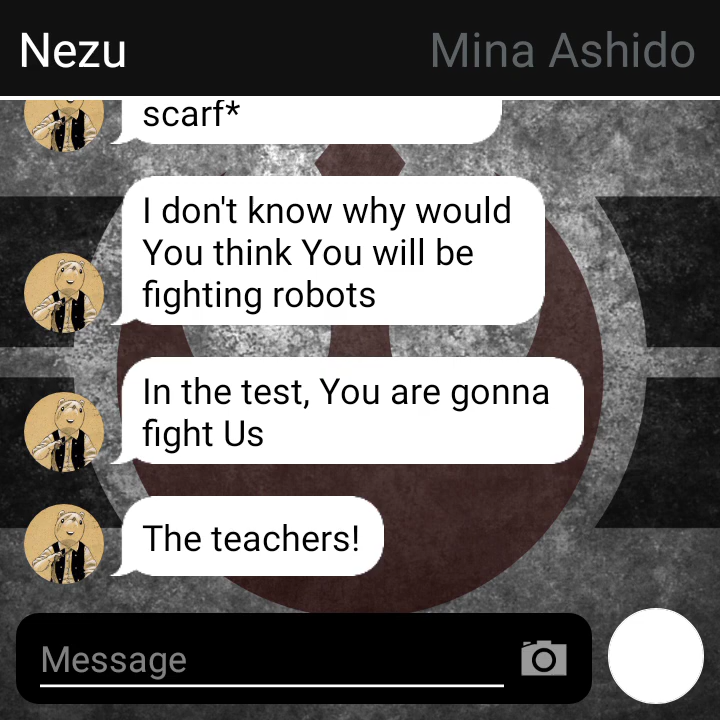 Nezu Mina Ashido
scarf*
I don't know why would
You think You will be
fighting robots
In the test, You are gonna
fight Us
The teachers!
Message